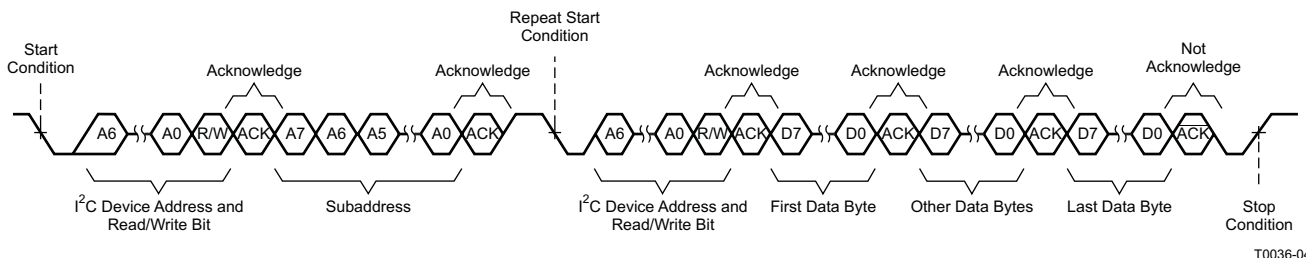 Repeat Start
Condition
Start
Condition
Not
Acknowledge
Acknowledge
Acknowledge
Acknowledge
Acknowledge
Acknowledge
A6 A0 R/W ACK A7 A6 A5 A0 ACK A6 A0 R/W ACK D7 D0 ACK D7 D0 ACK D7 D0 ACK
I2C Device Address and
Read/Write Bit
Subaddress
I2C Device Address and
Read/Write Bit
First Data Byte
Other Data Bytes
Last Data Byte
Stop
Condition
T0036-04